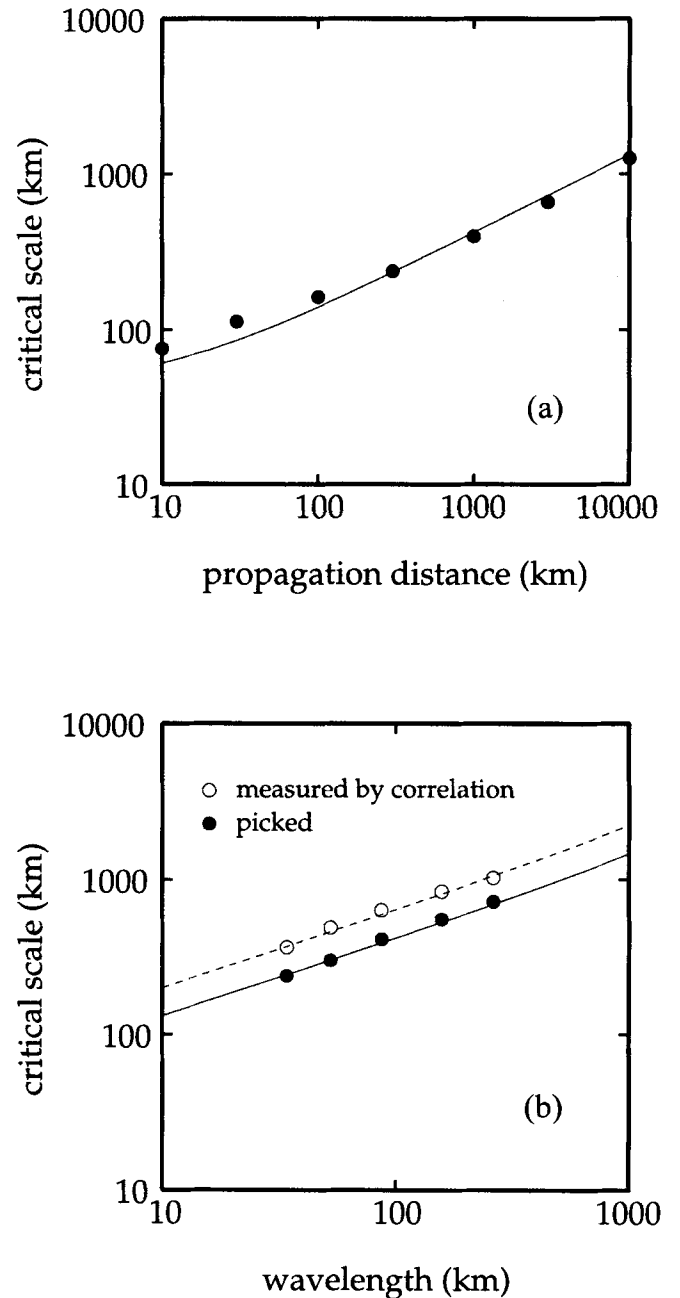 10000
1000
100
10
critical scale (km)
(a)
10 100 1000 10000
propagation distance (km)
10000
1000
100
10
critical scale (km)
measured by correlation
picked
(b)
10 100 1000
wavelength (km)